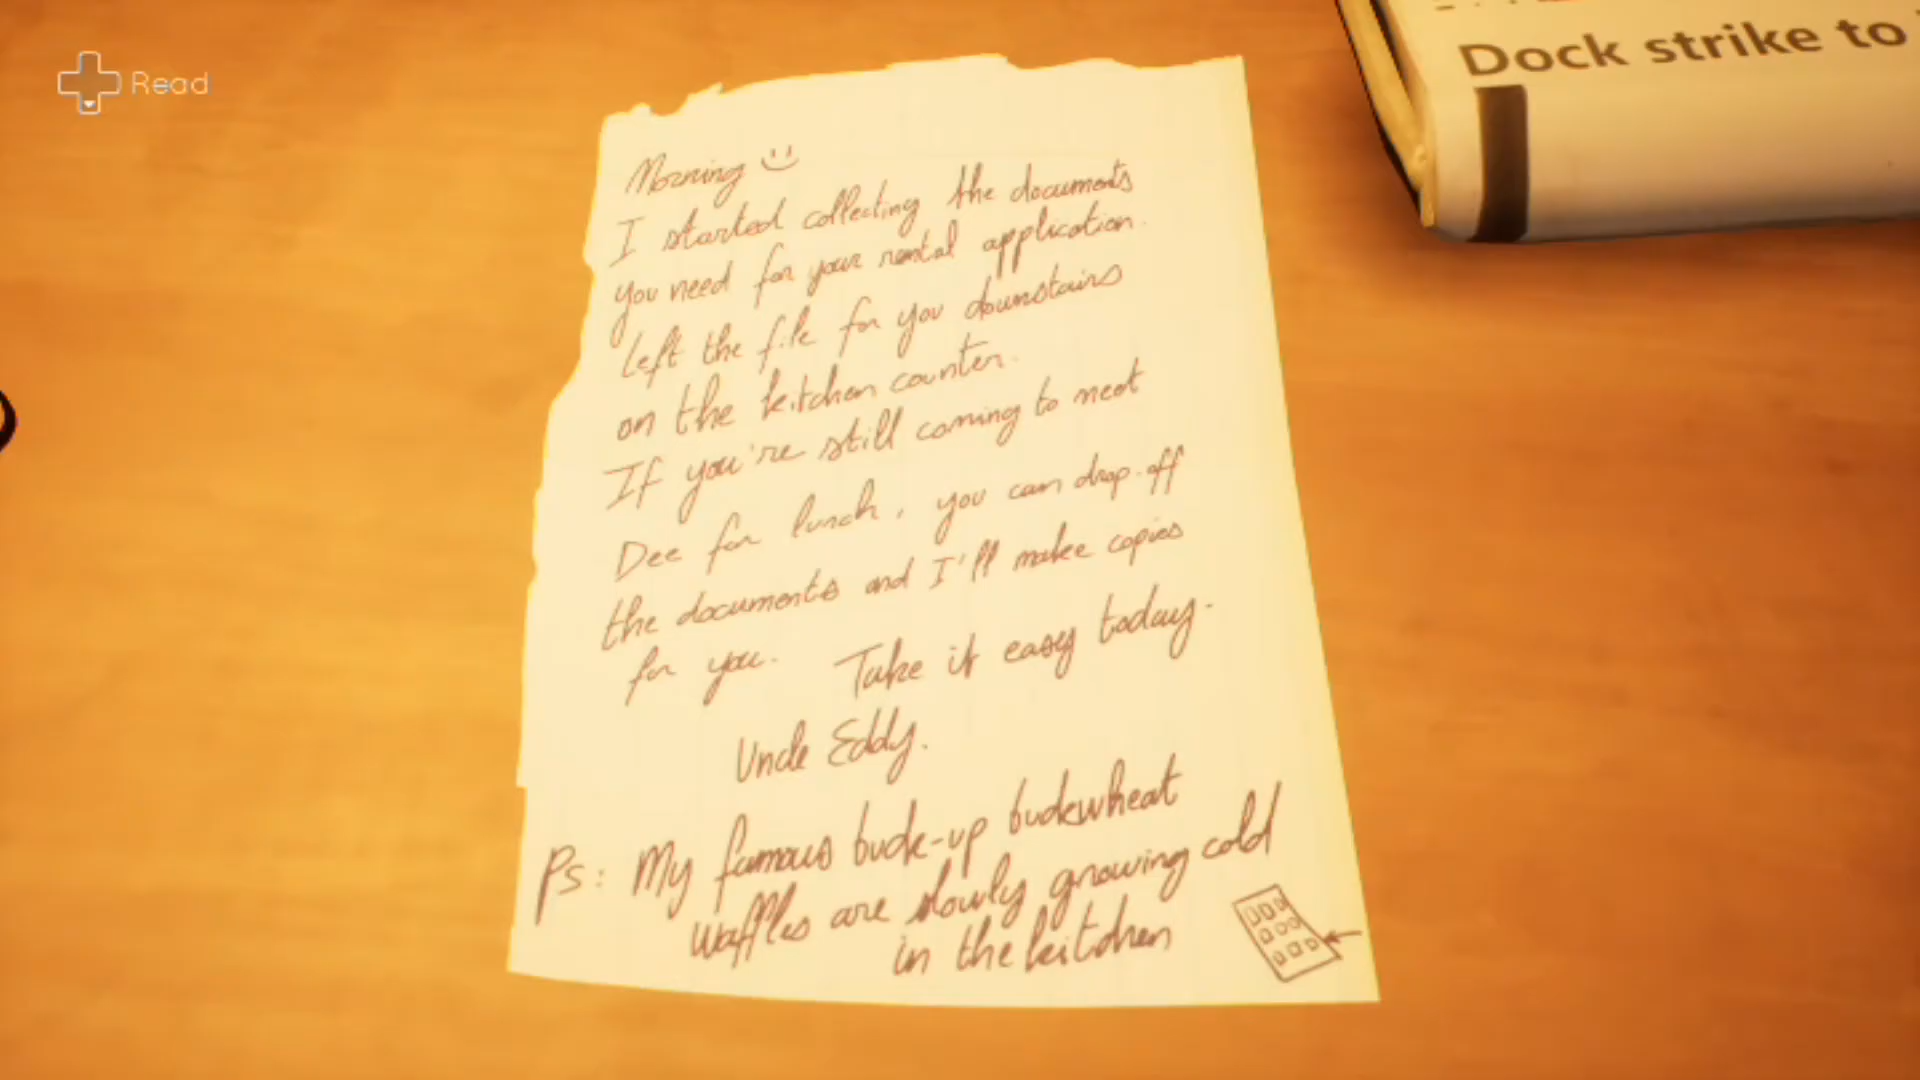 Read
Dock strike to
Morning
I started collecting the documents
you need for your rental application.
Left the file for you downstairs
on the kitchen counter.
If you're still coming to meet
Dee for lunch, you can drop-off
the documents and I'll make copies
for you. Take it easy today.
Uncle Eddy.
Ps: My famous buck-up buckwheat
waffles are slowly growing cold
in the kitchen